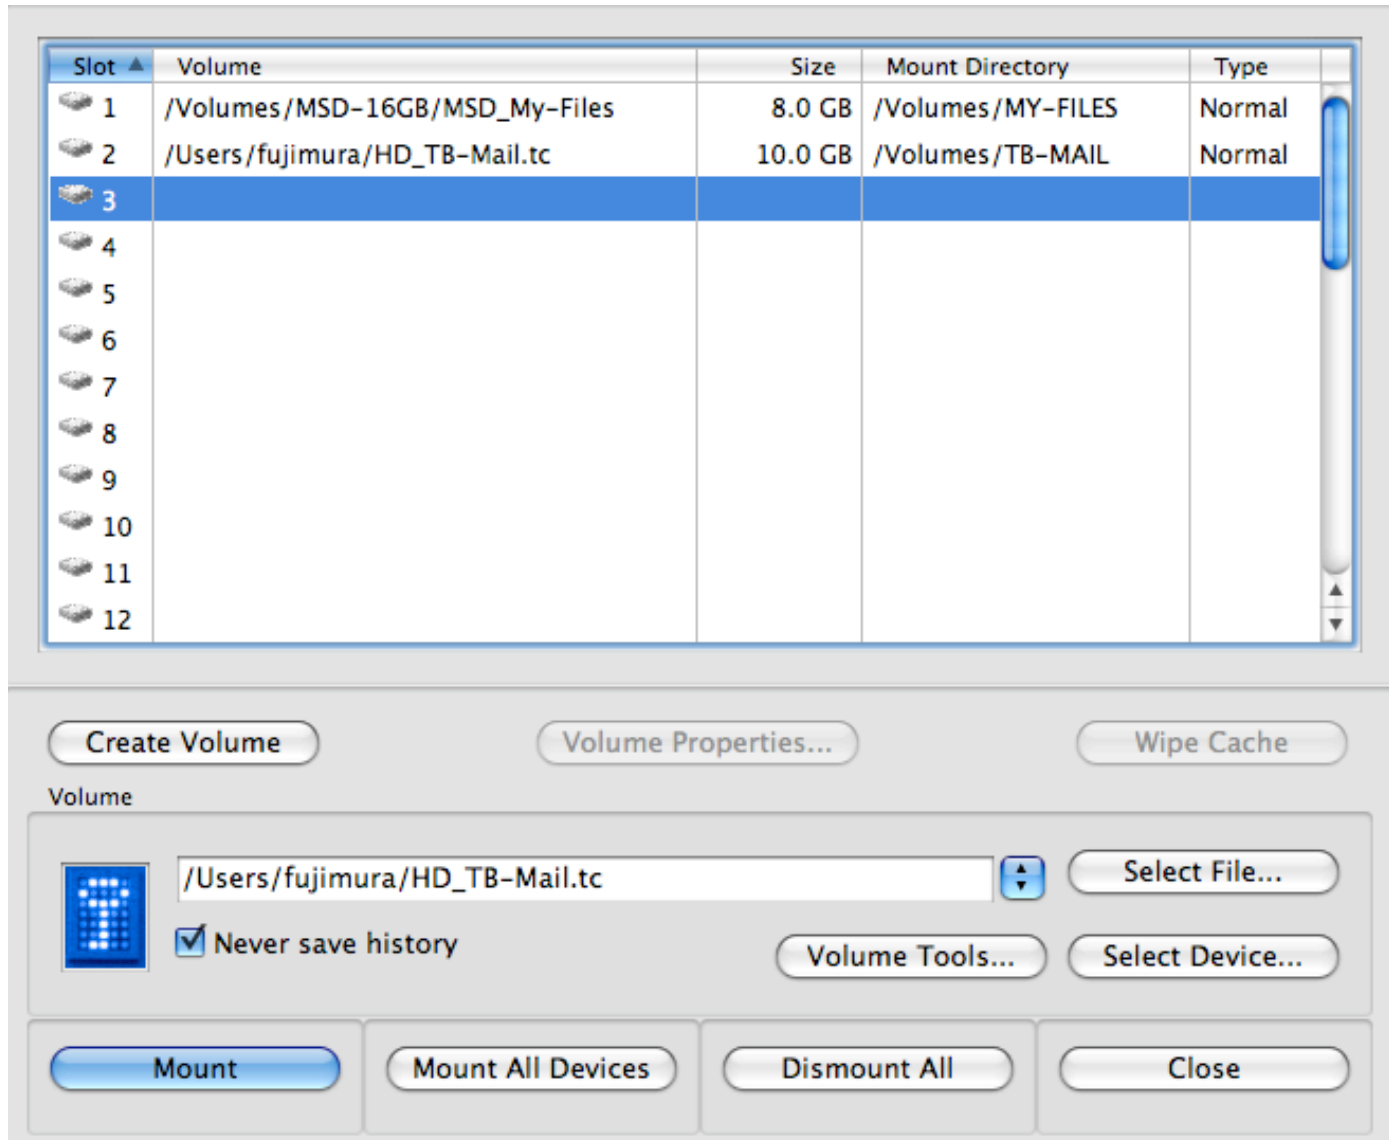 Slot Volume Size Mount Directory Type
1 /Volumes/MSD-16GB/MSD_My-Files 8.0 GB /Volumes/MY-FILES Normal
2 /Users/fujimura/HD_TB-Mail.tc 10.0 GB /Volumes/TB-MAIL Normal
3
4
5
6
7
8
9
10
11
12
Create Volume Volume Properties... Wipe Cache
Volume
/Users/fujimura/HD_TB-Mail.tc Select File...
Never save history Volume Tools... Select Device...
Mount Mount All Devices Dismount All Close